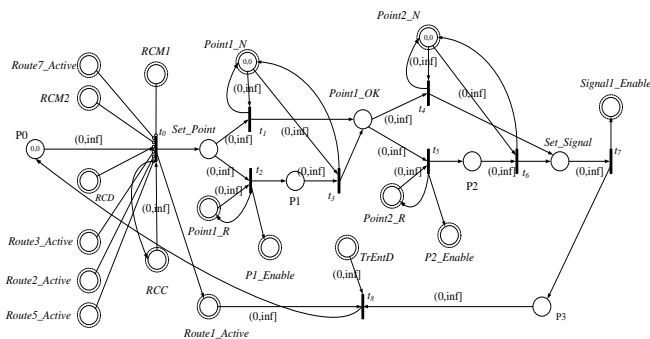 Point2_N
0,0
Point1_N
0,0
RCM1
Route7_Active
(0,inf]
(0,inf]
Signal1_Enable
RCM2
(0,inf]
Point1_OK
(0,inf]
t4
P0
t0
Set_Point
(0,inf]
(0,inf]
Set_Signal
0,0
(0,inf]
(0,inf]
t1
(0,inf]
t5
t7
t2
(0,inf]
(0,inf]
(0,inf]
(0,inf]
(0,inf]
(0,inf]
t6
RCD
(0,inf]
P1
t3
(0,inf]
P2
(0,inf]
Point1_R
Point2_R
Route3_Active
TrEntD
P2_Enable
Route2_Active
RCC
P1_Enable
(0,inf]
t8
Route5_Active
(0,inf]
(0,inf]
P3
Route1_Active